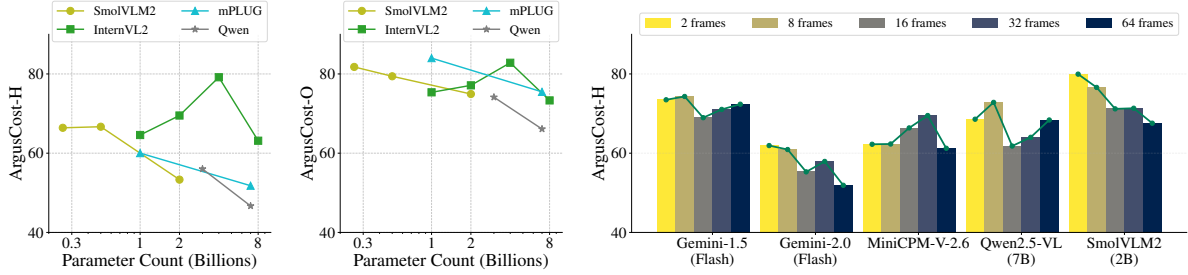 SmolVLM2
InternVL2
mPLUG
Qwen
ArgusCost-H
80
60
40
0.3
1
2
8
Parameter Count (Billions)
SmolVLM2
InternVL2
mPLUG
Qwen
ArgusCost-O
80
60
40
0.3
1
2
8
Parameter Count (Billions)
2 frames
8 frames
16 frames
32 frames
64 frames
ArgusCost-H
80
60
40
Gemini-1.5
(Flash)
Gemini-2.0
(Flash)
MiniCPM-V-2.6
Qwen2.5-VL
(7B)
SmolVLM2
(2B)